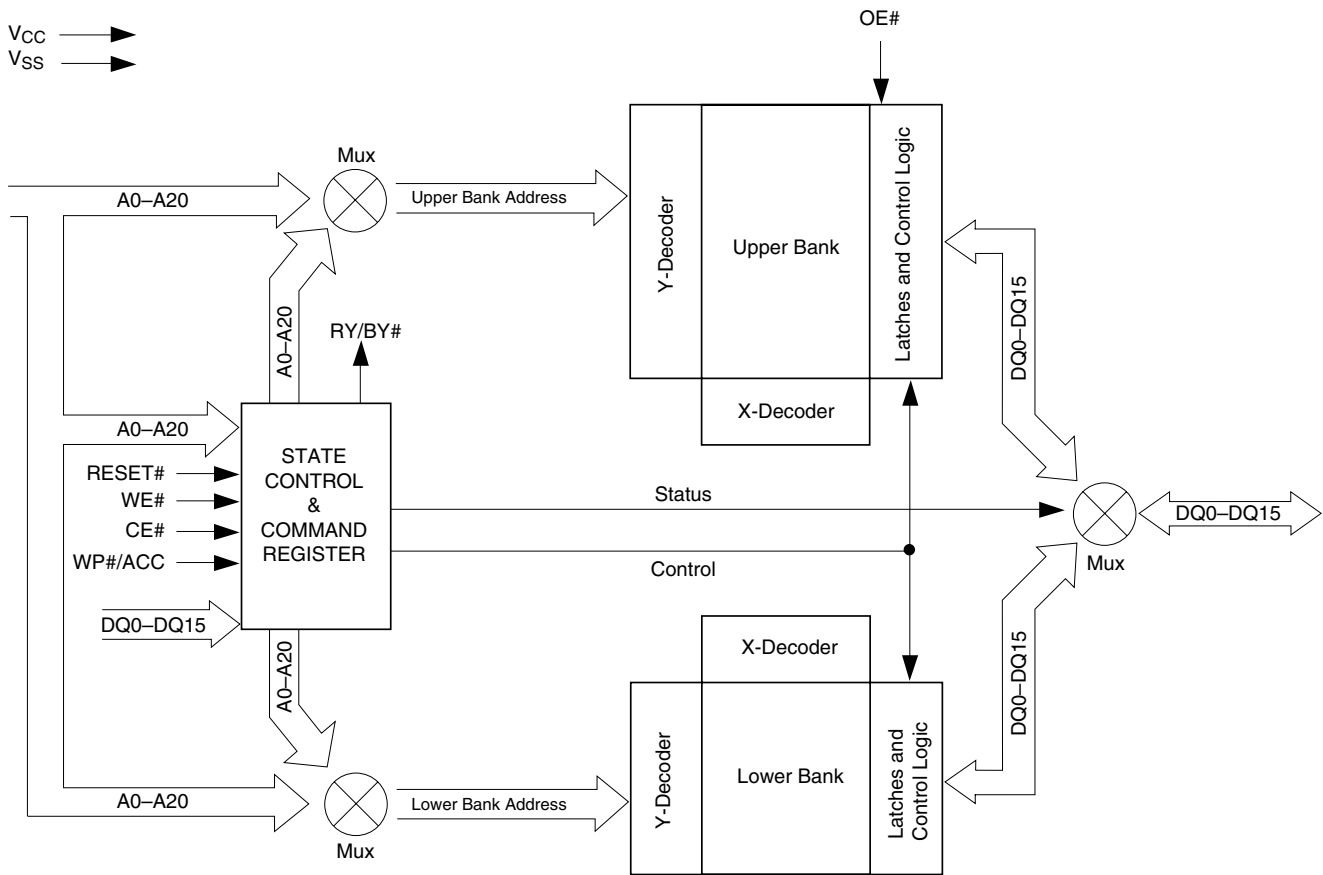 VCC
VSS
OE#
Mux
A0–A20
Upper Bank Address
Y-Decoder
Upper Bank
Latches and Control Logic
X-Decoder
DQ0–DQ15
A0–A20
RY/BY#
A0–A20
RESET#
WE#
CE#
WP#/ACC
DQ0–DQ15
STATE
CONTROL
&
COMMAND
REGISTER
Status
Control
Mux
DQ0–DQ15
A0–A20
X-Decoder
DQ0–DQ15
Y-Decoder
Lower Bank
Latches and
Control Logic
A0–A20
Lower Bank Address
Mux